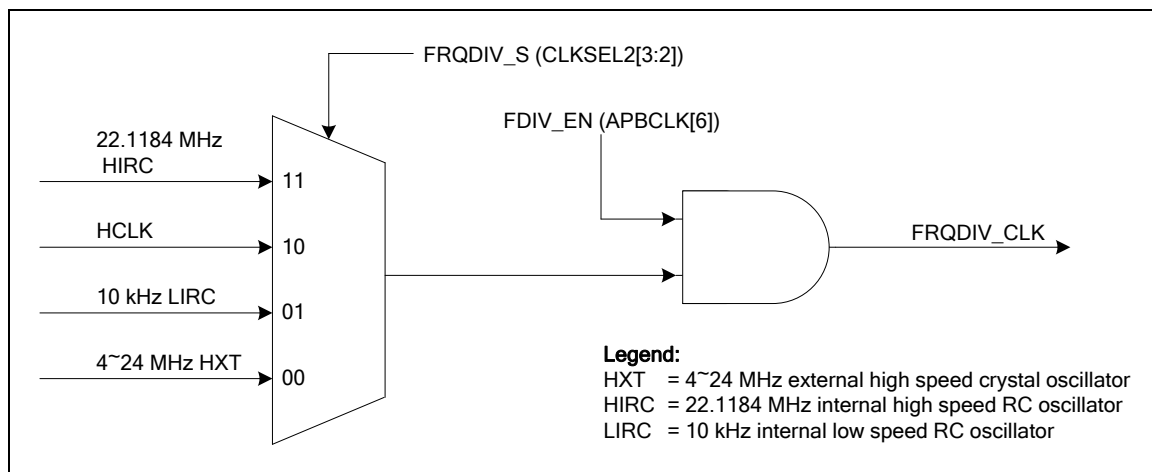 FRQDIV_S (CLKSEL2[3:2])
FDIV_EN (APBCLK[6])
22.1184 MHz
HIRC
11
HCLK
10
FRQDIV_CLK
10 kHz LIRC
01
4~24 MHz HXT
00
Legend:
HXT = 4~24 MHz external high speed crystal oscillator
HIRC = 22.1184 MHz internal high speed RC oscillator
LIRC = 10 kHz internal low speed RC oscillator